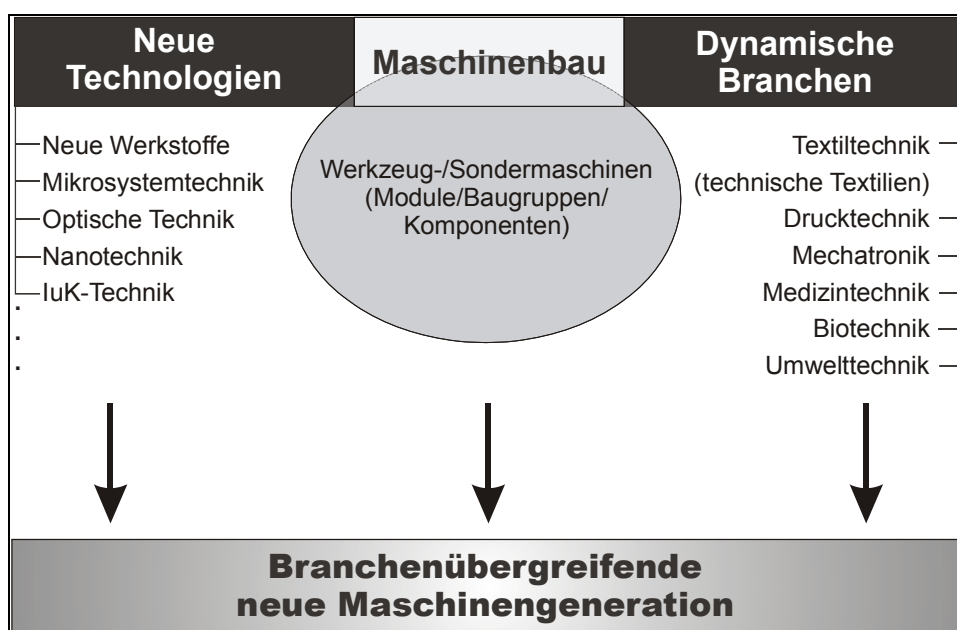 Neue
Technologien
Maschinenbau
Dynamische
Branchen
Neue Werkstoffe
Mikrosystemtechnik
Optische Technik
Nanotechnik
IuK-Technik
.
.
.
Werkzeug-/Sondermaschinen
(Module/Baugruppen/
Komponenten)
Textiltechnik
(technische Textilien)
Drucktechnik
Mechatronik
Medizintechnik
Biotechnik
Umwelttechnik
Branchenübergreifende
neue Maschinengeneration